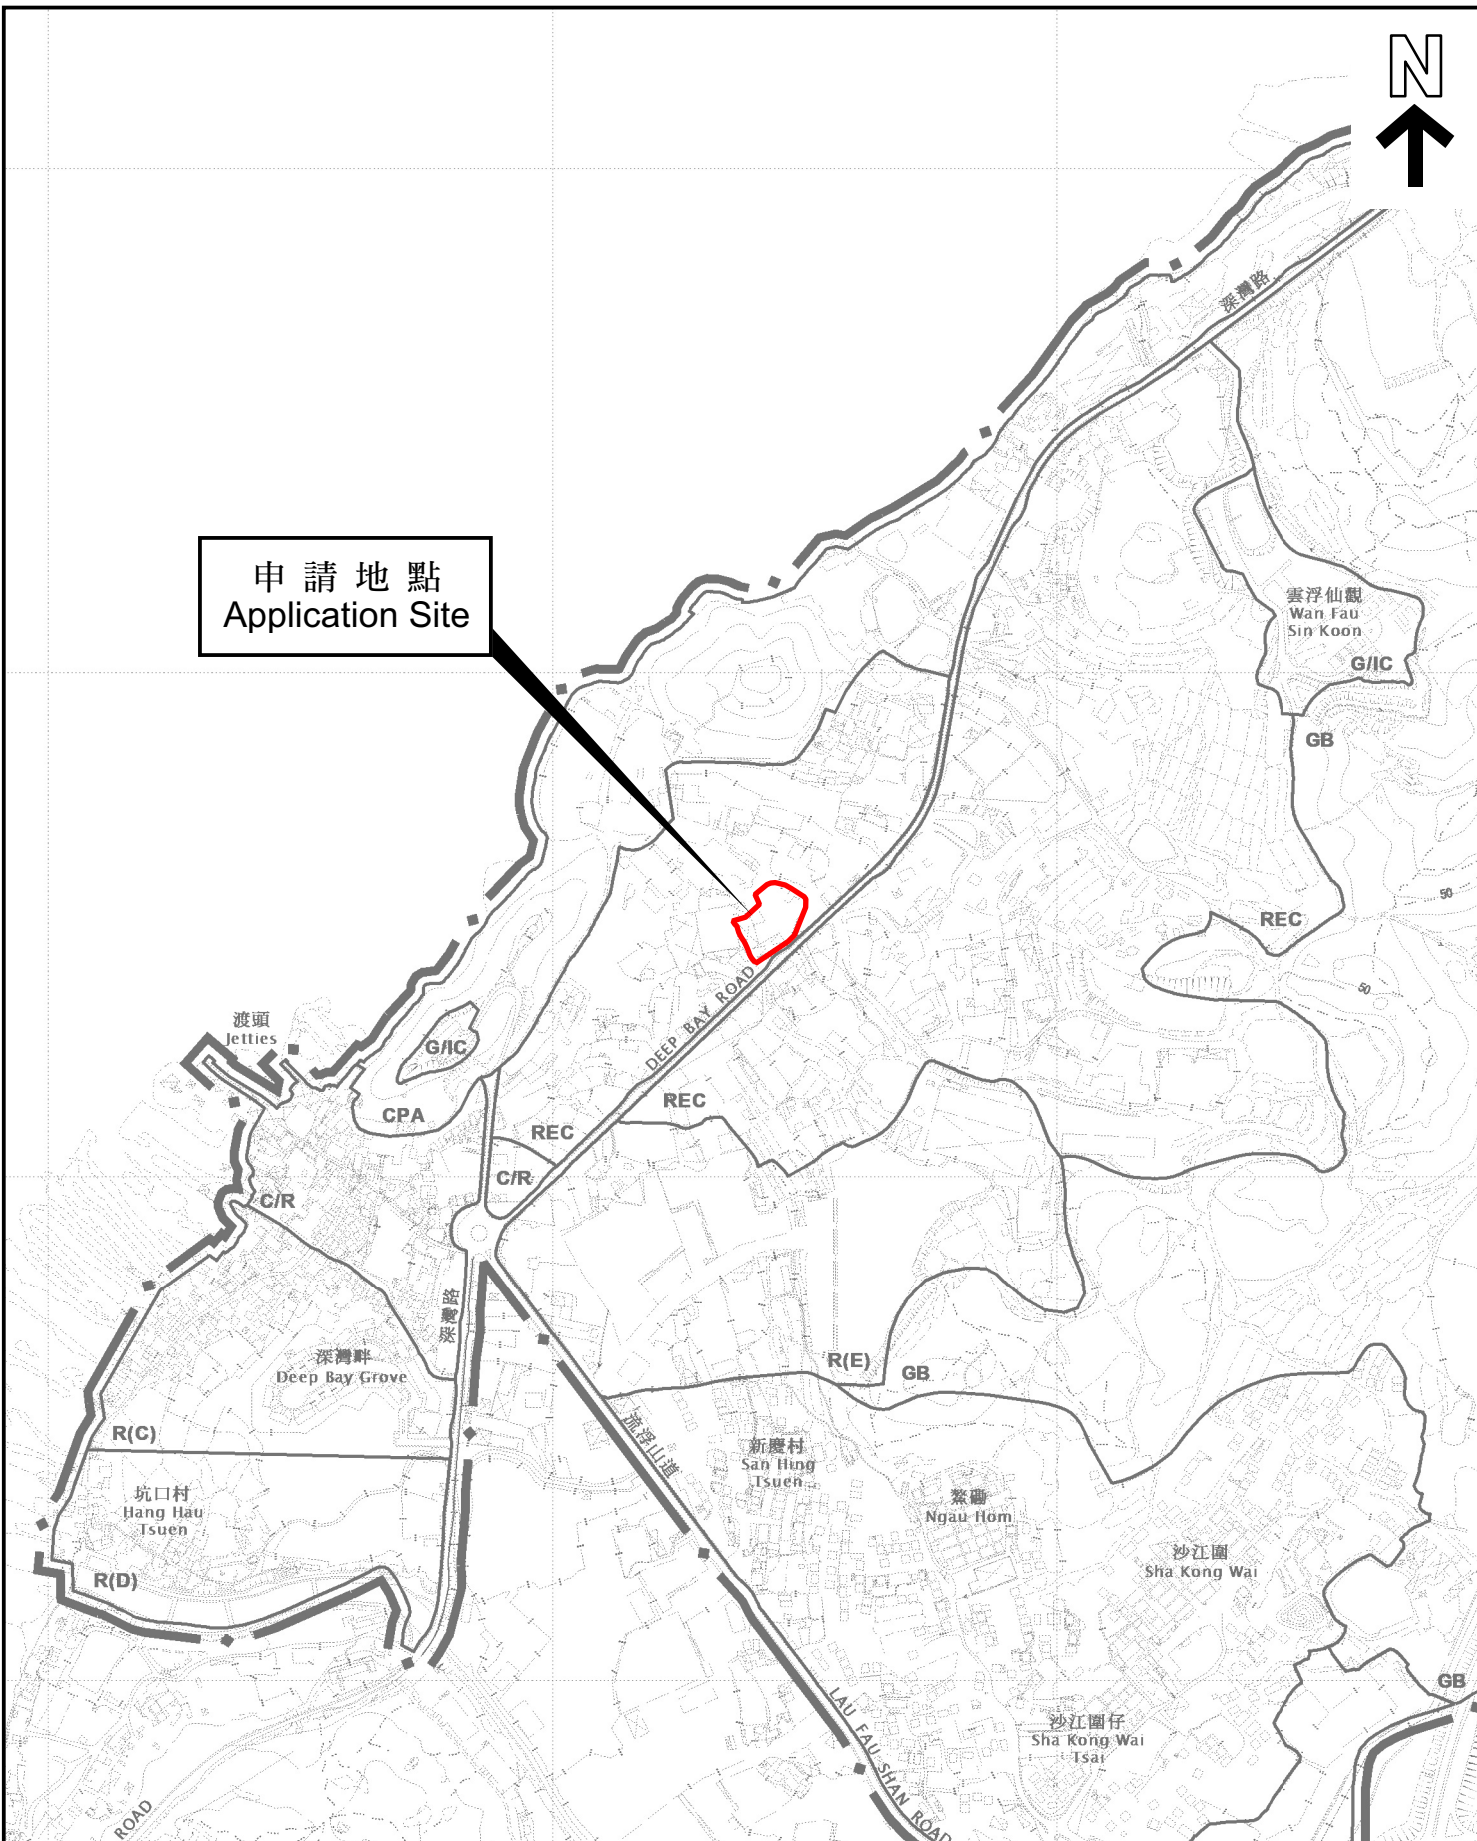 N
深灣路
申請地點
Application Site
雲浮仙觀
Wan Fau
Sin Koon
G/IC
GB
50
REC
50
DEEP BAY ROAD
渡頭
Jetties
G/IC
CPA
REC
REC
C/R
C/R
深灣路
深灣畔
Deep Bay Grove
R(E)
GB
R(C)
流浮山道
新慶村
San Hing
Tsuen
坑口村
Hang Hau
Tsuen
鰲磡
Ngau Hom
沙江圍
Sha Kong Wai
R(D)
GB
沙江圍仔
Sha Kong Wai
Tsai
LAU FAU SHAN ROAD
ROAD